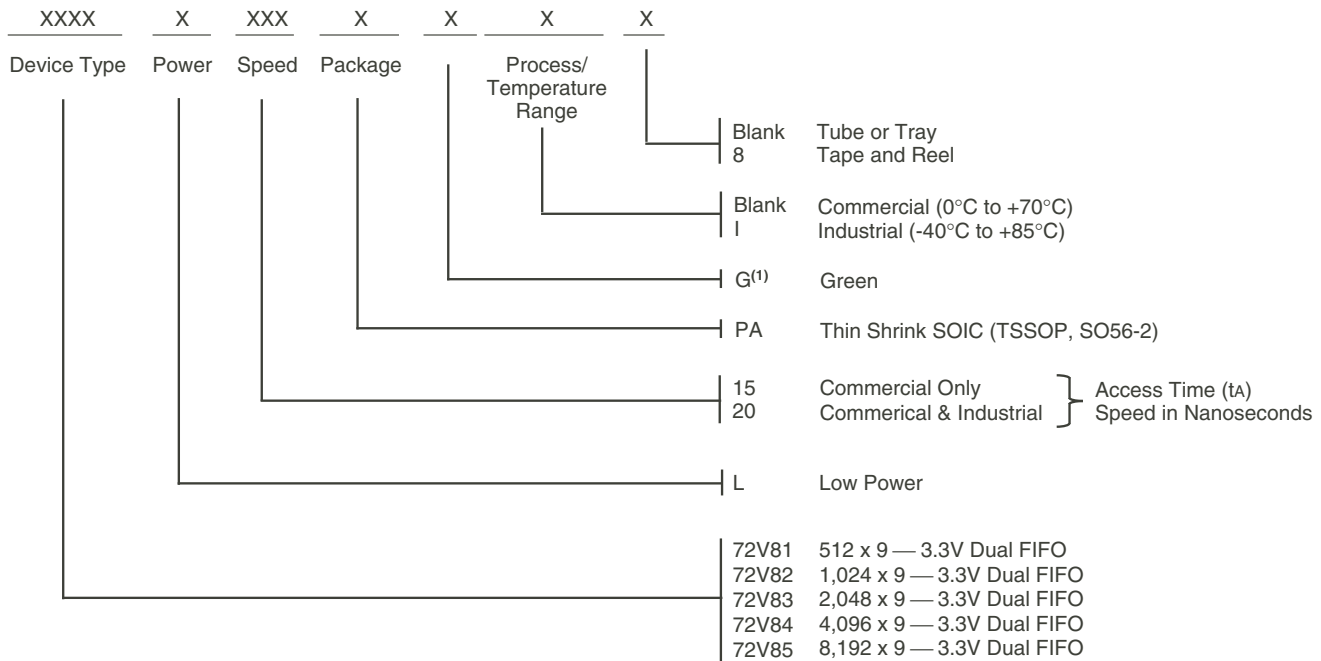 XXXX X XXX X X X X
Device Type Power Speed Package Process/
Temperature
Range
Blank Tube or Tray
8 Tape and Reel
Blank Commercial (0°C to +70°C)
I Industrial (-40°C to +85°C)
G(1) Green
PA Thin Shrink SOIC (TSSOP, SO56-2)
15 Commercial Only Access Time (tA)
20 Commerical & Industrial Speed in Nanoseconds
L Low Power
72V81 512 x 9 — 3.3V Dual FIFO
72V82 1,024 x 9 — 3.3V Dual FIFO
72V83 2,048 x 9 — 3.3V Dual FIFO
72V84 4,096 x 9 — 3.3V Dual FIFO
72V85 8,192 x 9 — 3.3V Dual FIFO